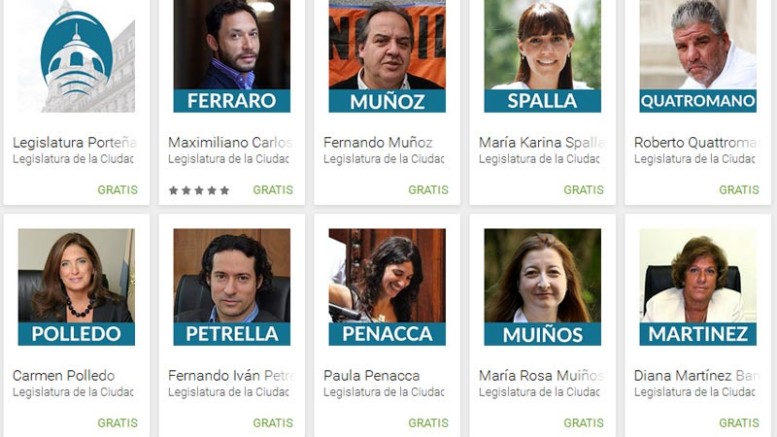 FERRARO
MUÑOZ
SPALLA
QUATROMANO
Legislatura Porteña
Maximiliano Carlos
Fernando Muñoz
María Karina Spalla
Roberto Quattroma
Legislatura de la Ciudad
Legislatura de la Ciudad
Legislatura de la Ciudad
Legislatura de la Ciudad
Legislatura de la Ciudad
GRATIS
GRATIS
GRATIS
GRATIS
GRATIS
POLLEDO
PETRELLA
PENACCA
MUIÑOS
MARTINEZ
Carmen Polledo
Fernando Iván Petre
Paula Penacca
María Rosa Muiños
Diana Martínez Bar
Legislatura de la Ciudad
Legislatura de la Ciudad
Legislatura de la Ciudad
Legislatura de la Ciudad
Legislatura de la Ciudad
GRATIS
GRATIS
GRATIS
GRATIS
GRATIS